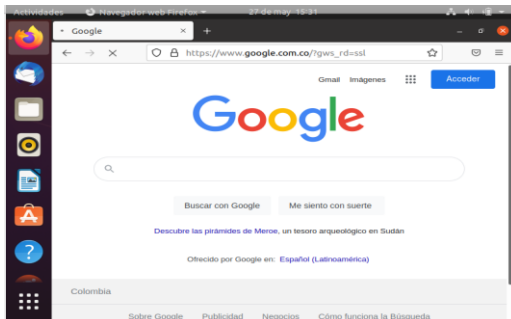 Actividades Navegador web Firefox 27 de may 15:31
Google
https://www.google.com.co/?gws_rd=ssl
Gmail Imágenes Acceder
Google
Buscar con Google Me siento con suerte
Descubre las pirámides de Meroe, un tesoro arqueológico en Sudán
Ofrecido por Google en: Español (Latinoamérica)
Colombia
Sobre Google Publicidad Negocios Cómo funciona la Búsqueda